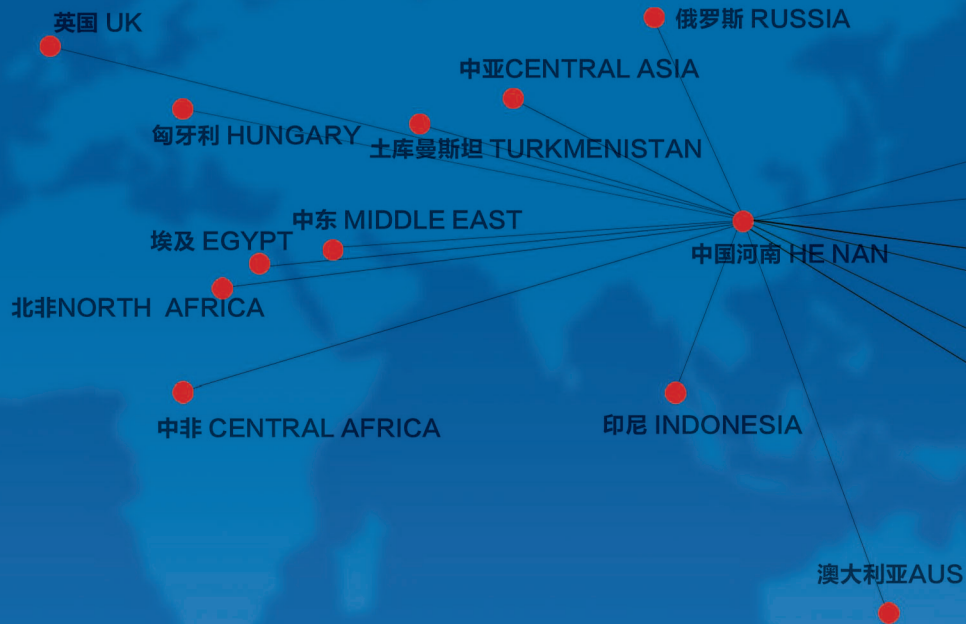 英国 UK
俄罗斯 RUSSIA
中亚CENTRAL ASIA
匈牙利 HUNGARY
土库曼斯坦 TURKMENISTAN
中东 MIDDLE EAST
埃及 EGYPT
中国河南 HE NAN
北非NORTH AFRICA
中非 CENTRAL AFRICA
印尼 INDONESIA
澳大利亚AUS